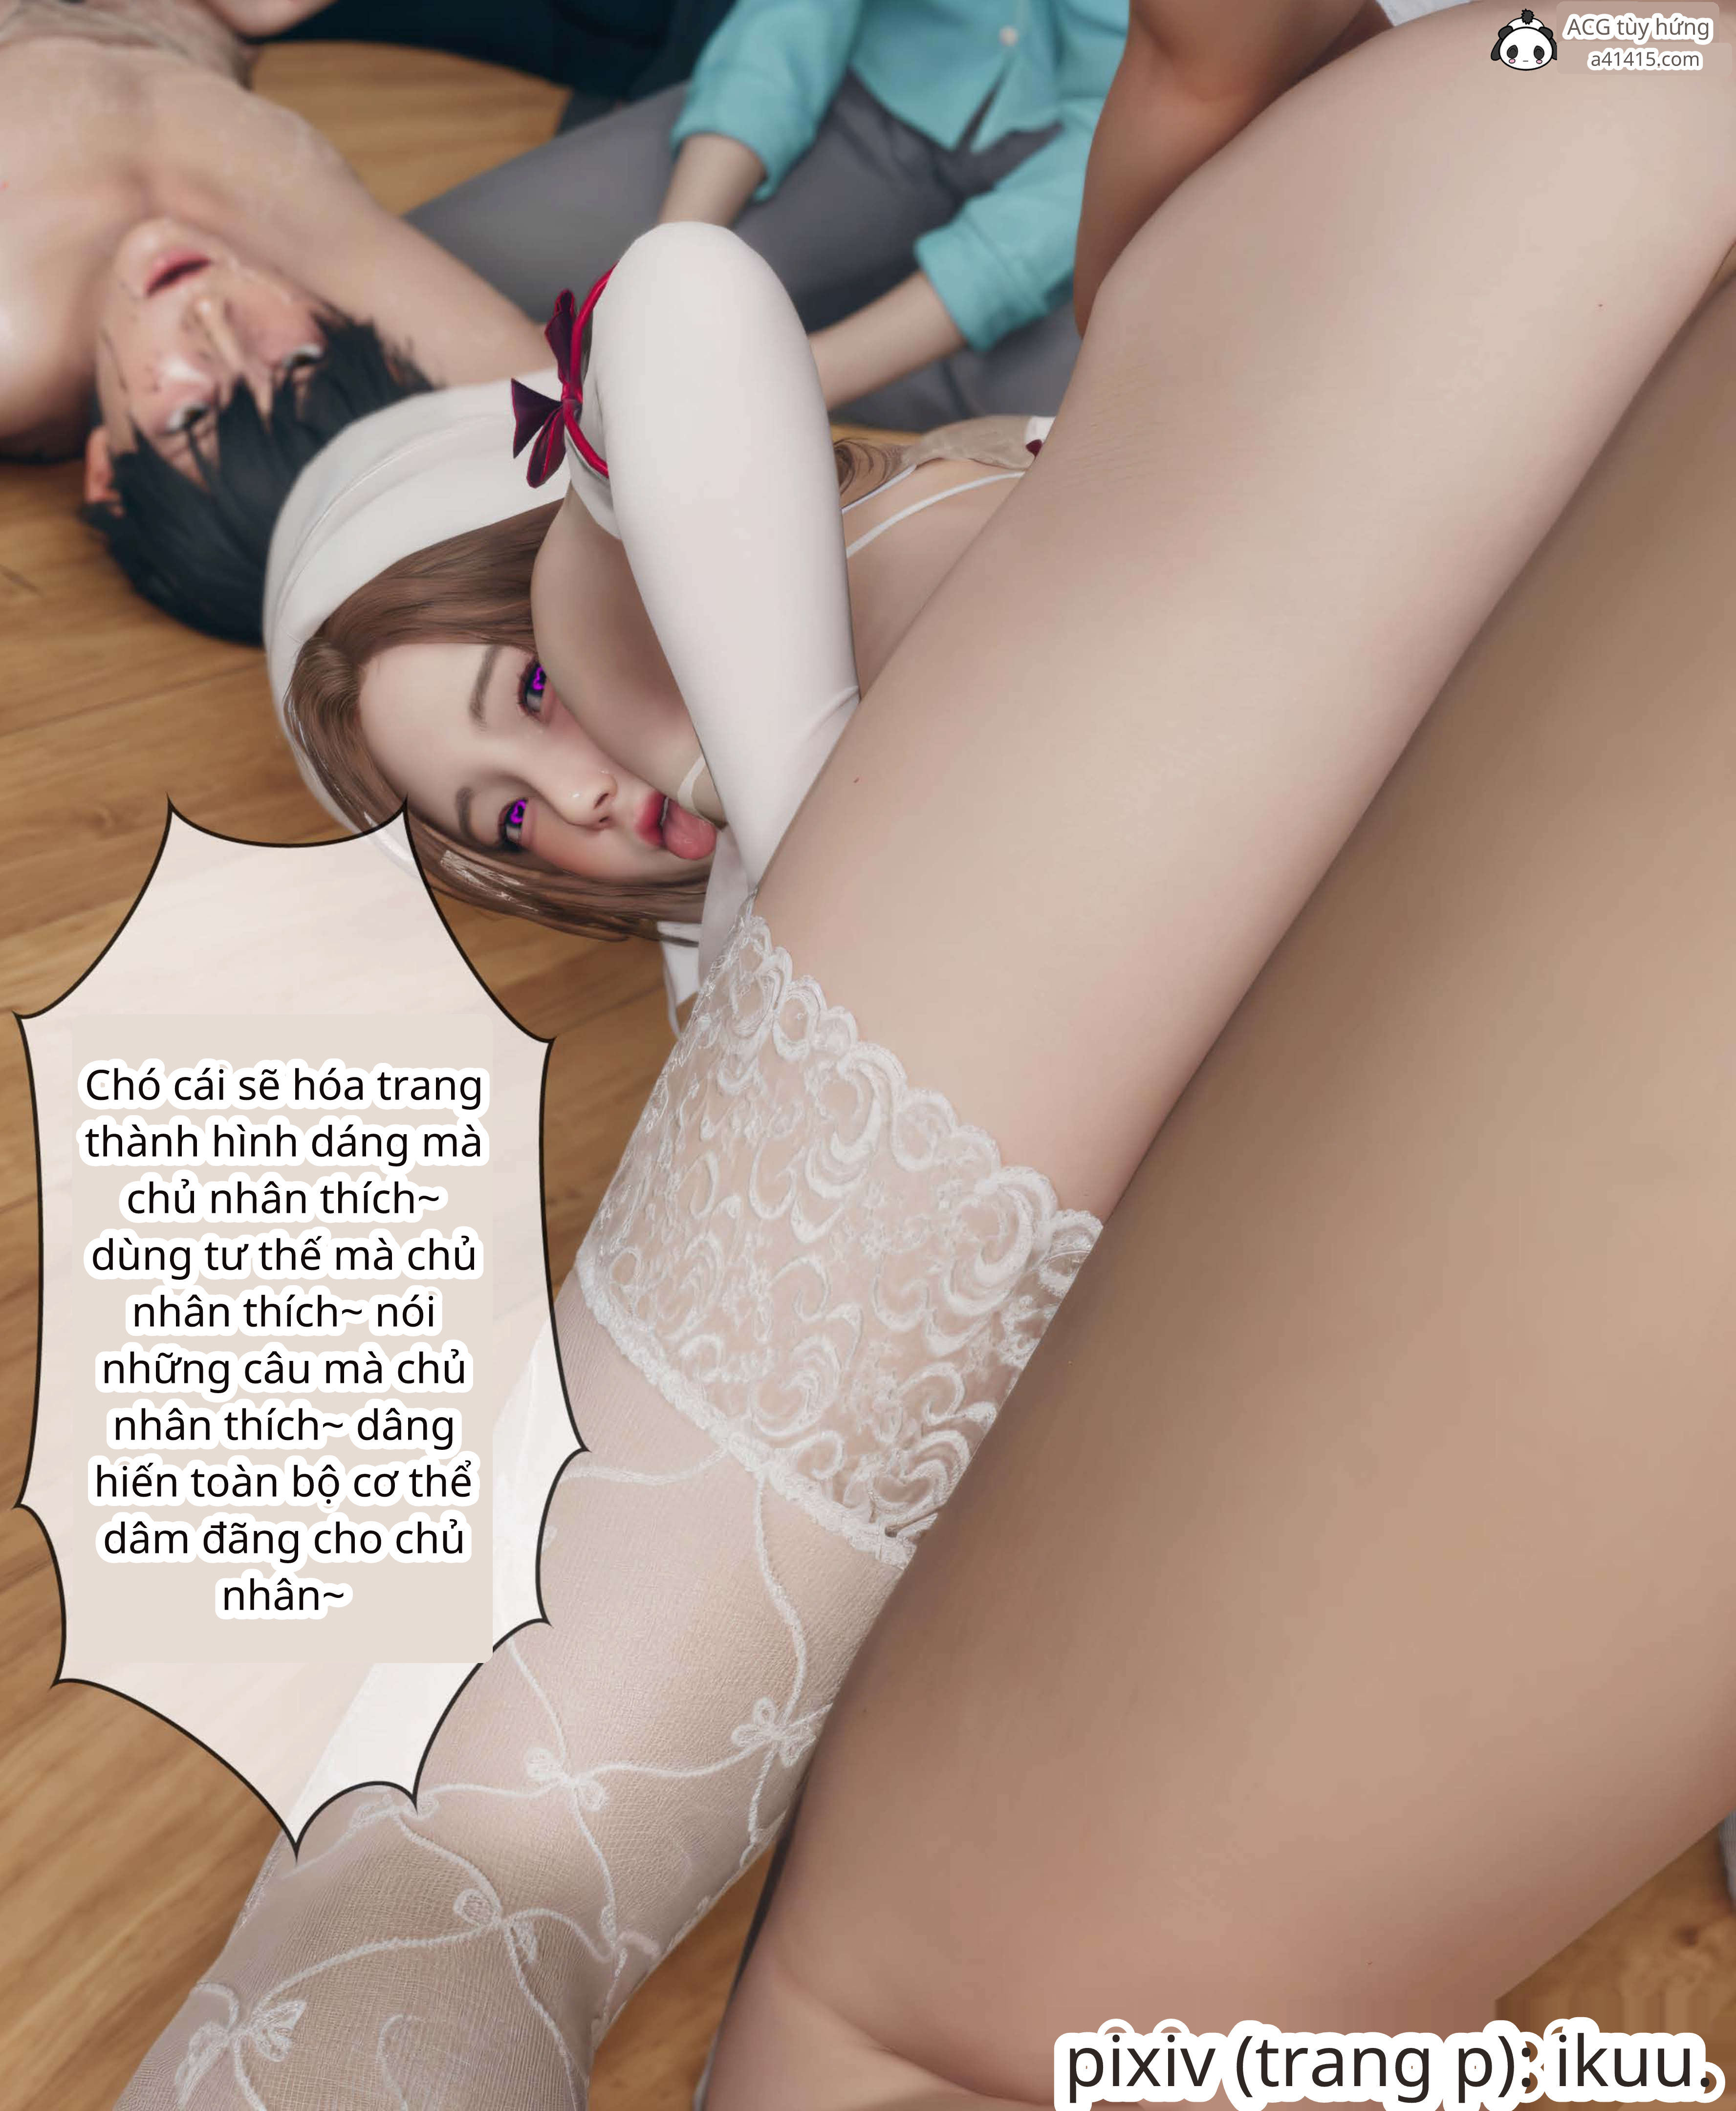 ACG tùy hứng
a41415.com
Chó cái sẽ hóa trang
thành hình dáng mà
chủ nhân thích~
dùng tư thế mà chủ
nhân thích~ nói
những câu mà chủ
nhân thích~ dâng
hiến toàn bộ cơ thể
dâm đãng cho chủ
nhân~
pixiv (trang p): ikuu.